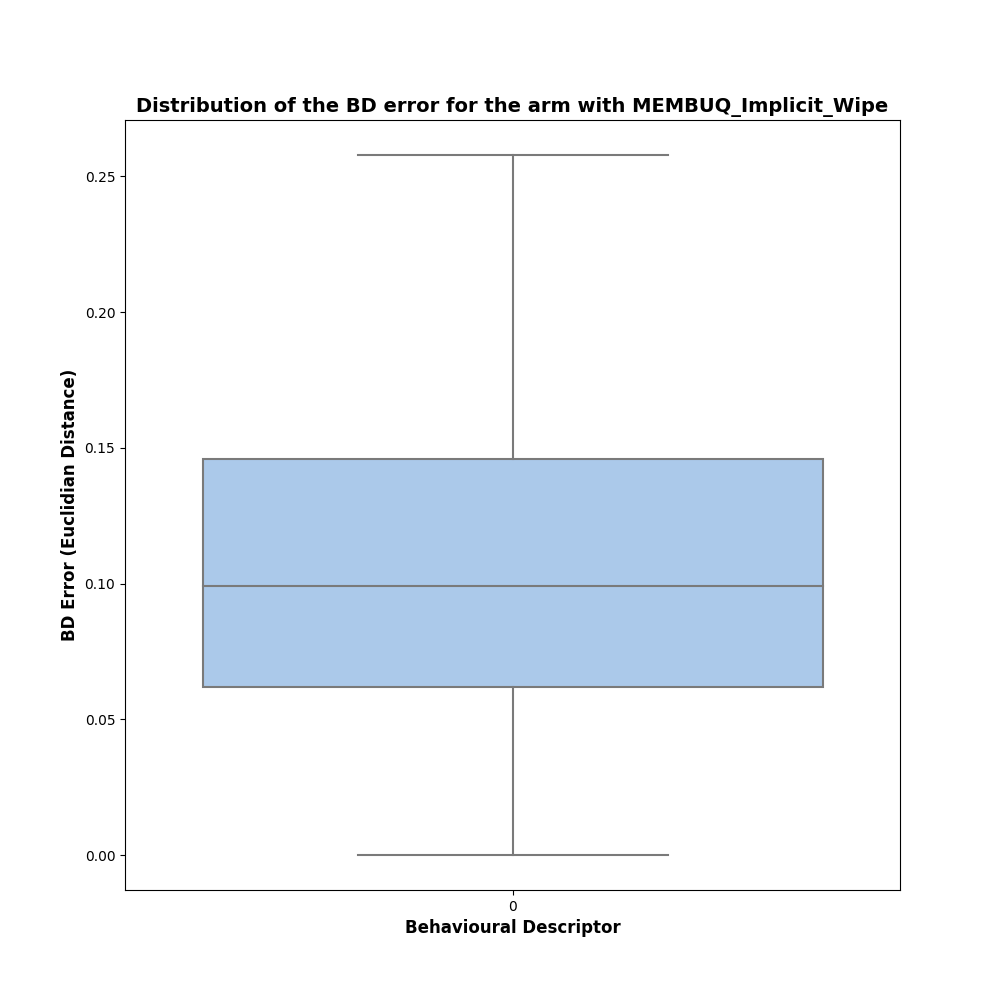 Distribution of the BD error for the arm with MEMBUQ_Implicit_Wipe
BD Error (Euclidian Distance)
0.25
0.20
0.15
0.10
0.05
0.00
0
Behavioural Descriptor